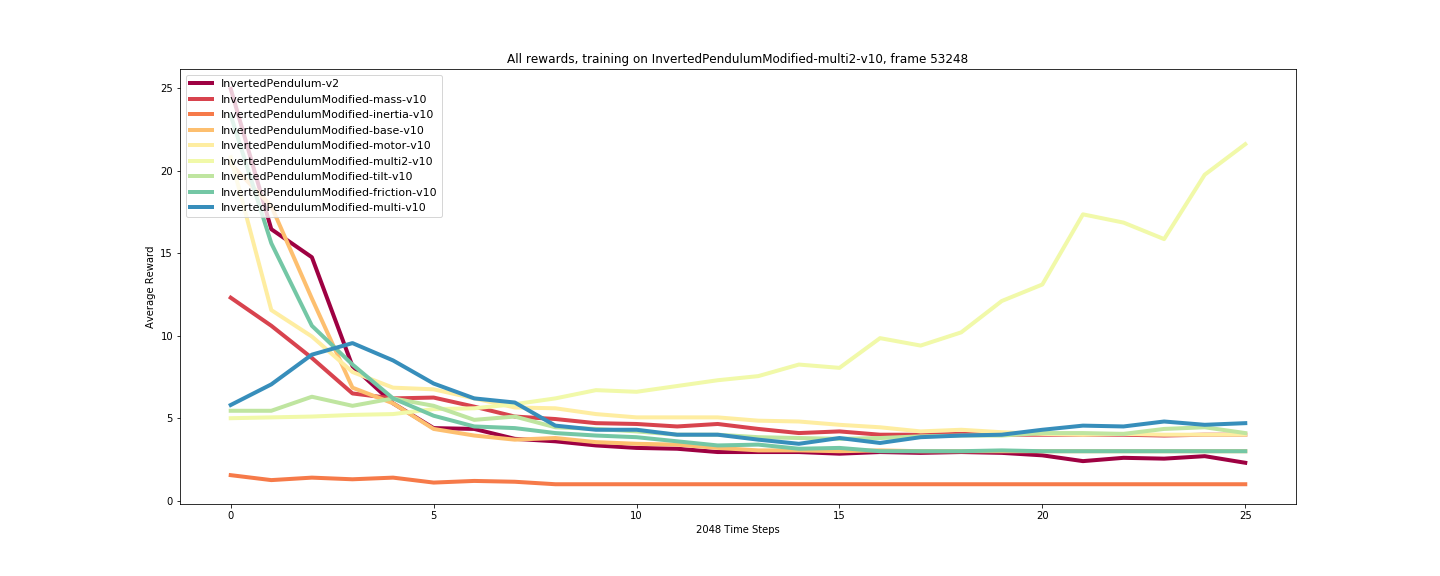 All rewards, training on InvertedPendulumModified-multi2-v10, frame 53248
InvertedPendulum-v2
InvertedPendulumModified-mass-v10
InvertedPendulumModified-inertia-v10
InvertedPendulumModified-base-v10
InvertedPendulumModified-motor-v10
InvertedPendulumModified-multi2-v10
InvertedPendulumModified-tilt-v10
InvertedPendulumModified-friction-v10
InvertedPendulumModified-multi-v10
25
20
15
10
5
0
Average Reward
0 5 10 15 20 25
2048 Time Steps